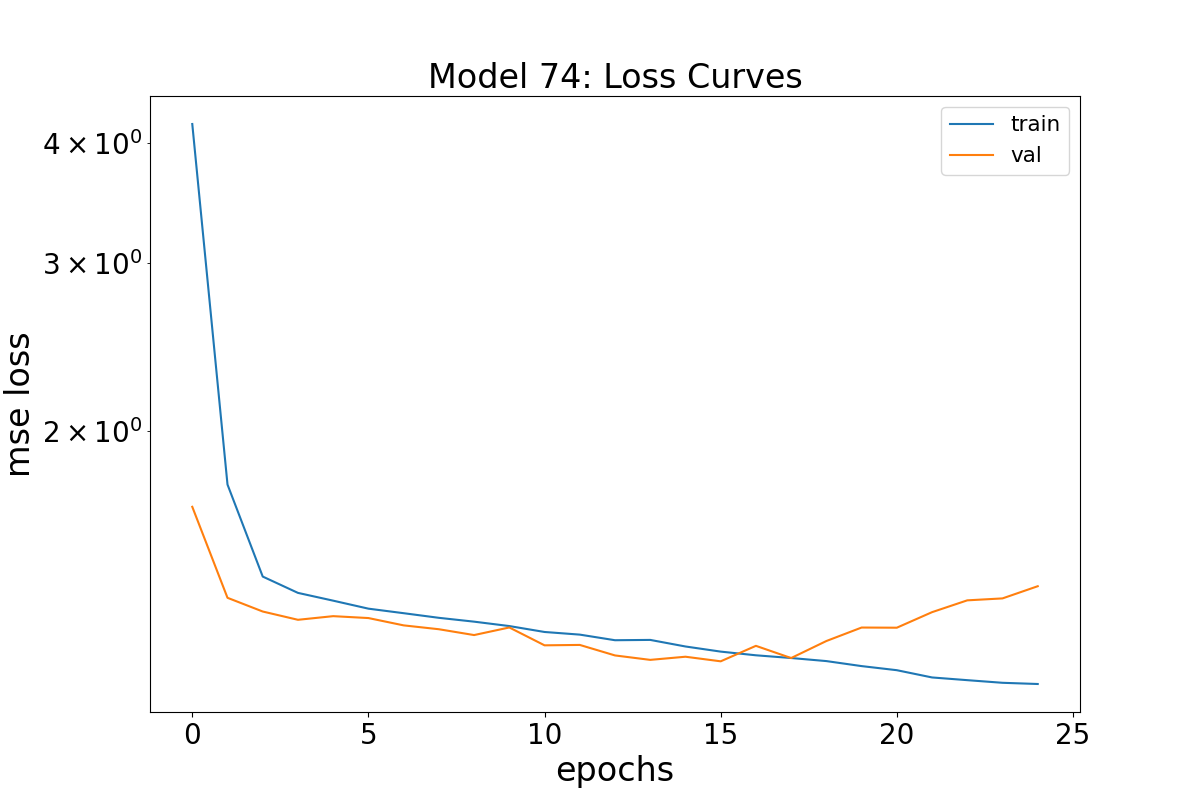 Model 74: Loss Curves
train
val
4 × 10⁰
3 × 10⁰
2 × 10⁰
mse loss
0 5 10 15 20 25
epochs